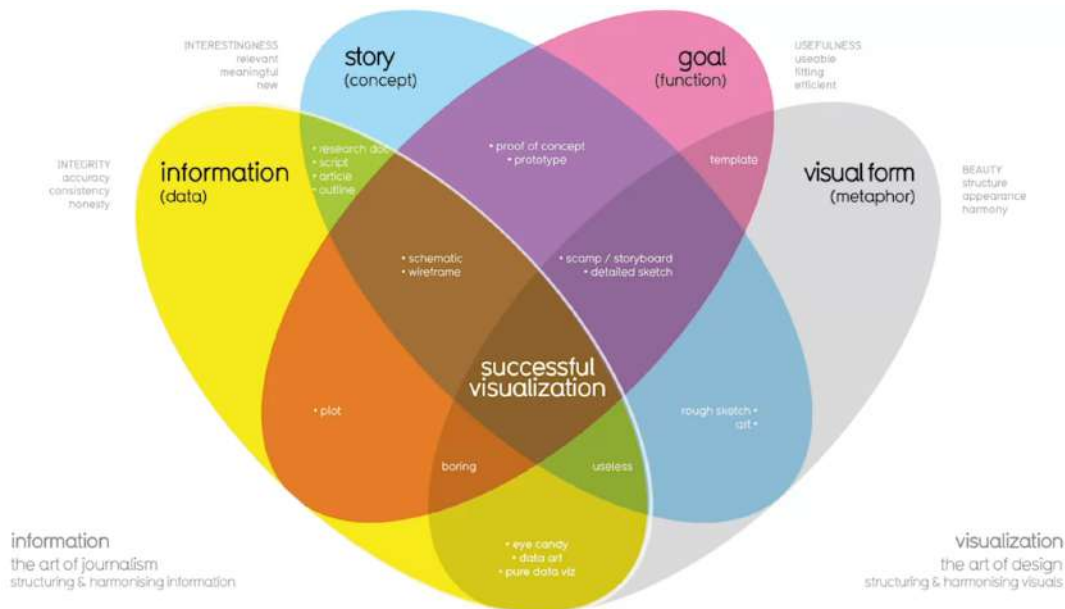 INTERESTINGNESS
relevant
meaningful
new
story
(concept)
goal
(function)
USEFULNESS
useable
fitting
efficient
INTEGRITY
accuracy
consistency
honesty
information
(data)
• research doc
• script
• article
• outline
• proof of concept
• prototype
template
visual form
(metaphor)
BEAUTY
structure
appearance
harmony
• schematic
• wireframe
• scamp / storyboard
• detailed sketch
successful
visualization
• plot
rough sketch •
art •
boring
useless
• eye candy
• data art
• pure data viz
information
the art of journalism
structuring & harmonising information
visualization
the art of design
structuring & harmonising visuals